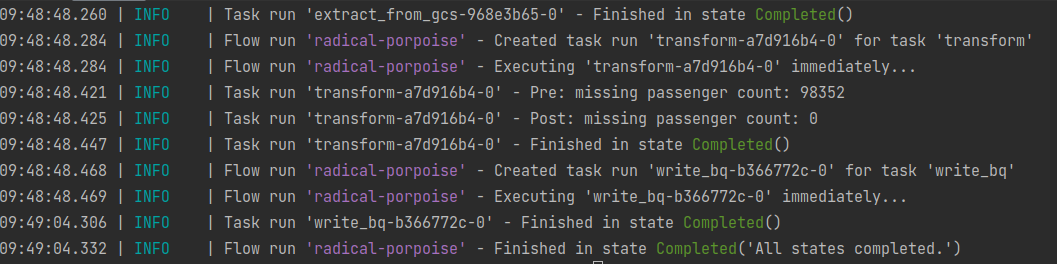 09:48:48.260 | INFO    | Task run 'extract_from_gcs-968e3b65-0' - Finished in state Completed()
09:48:48.284 | INFO    | Flow run 'radical-porpoise' - Created task run 'transform-a7d916b4-0' for task 'transform'
09:48:48.284 | INFO    | Flow run 'radical-porpoise' - Executing 'transform-a7d916b4-0' immediately...
09:48:48.421 | INFO    | Task run 'transform-a7d916b4-0' - Pre: missing passenger count: 98352
09:48:48.425 | INFO    | Task run 'transform-a7d916b4-0' - Post: missing passenger count: 0
09:48:48.447 | INFO    | Task run 'transform-a7d916b4-0' - Finished in state Completed()
09:48:48.468 | INFO    | Flow run 'radical-porpoise' - Created task run 'write_bq-b366772c-0' for task 'write_bq'
09:48:48.469 | INFO    | Flow run 'radical-porpoise' - Executing 'write_bq-b366772c-0' immediately...
09:49:04.306 | INFO    | Task run 'write_bq-b366772c-0' - Finished in state Completed()
09:49:04.332 | INFO    | Flow run 'radical-porpoise' - Finished in state Completed('All states completed.')